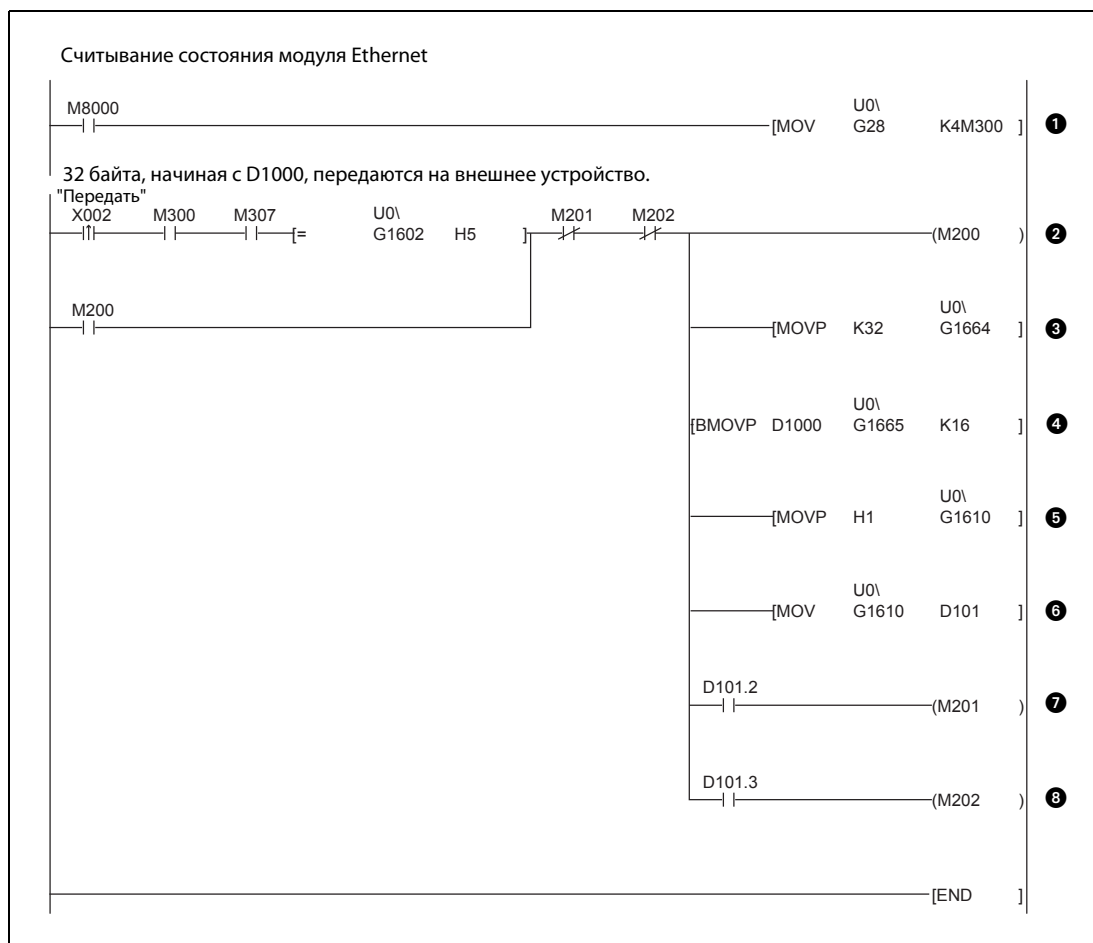 Считывание состояния модуля Ethernet
M8000
U0\
[MOV G28 K4M300 ] 1
32 байта, начиная с D1000, передаются на внешнее устройство.
"Передать"
X002 M300 M307 U0\ M201 M202
[= G1602 H5 ] (M200 ) 2
M200
U0\
[MOVP K32 G1664 ] 3
U0\
[BMOVP D1000 G1665 K16 ] 4
U0\
[MOVP H1 G1610 ] 5
U0\
[MOV G1610 D101 ] 6
D101.2
(M201 ) 7
D101.3
(M202 ) 8
[END ]